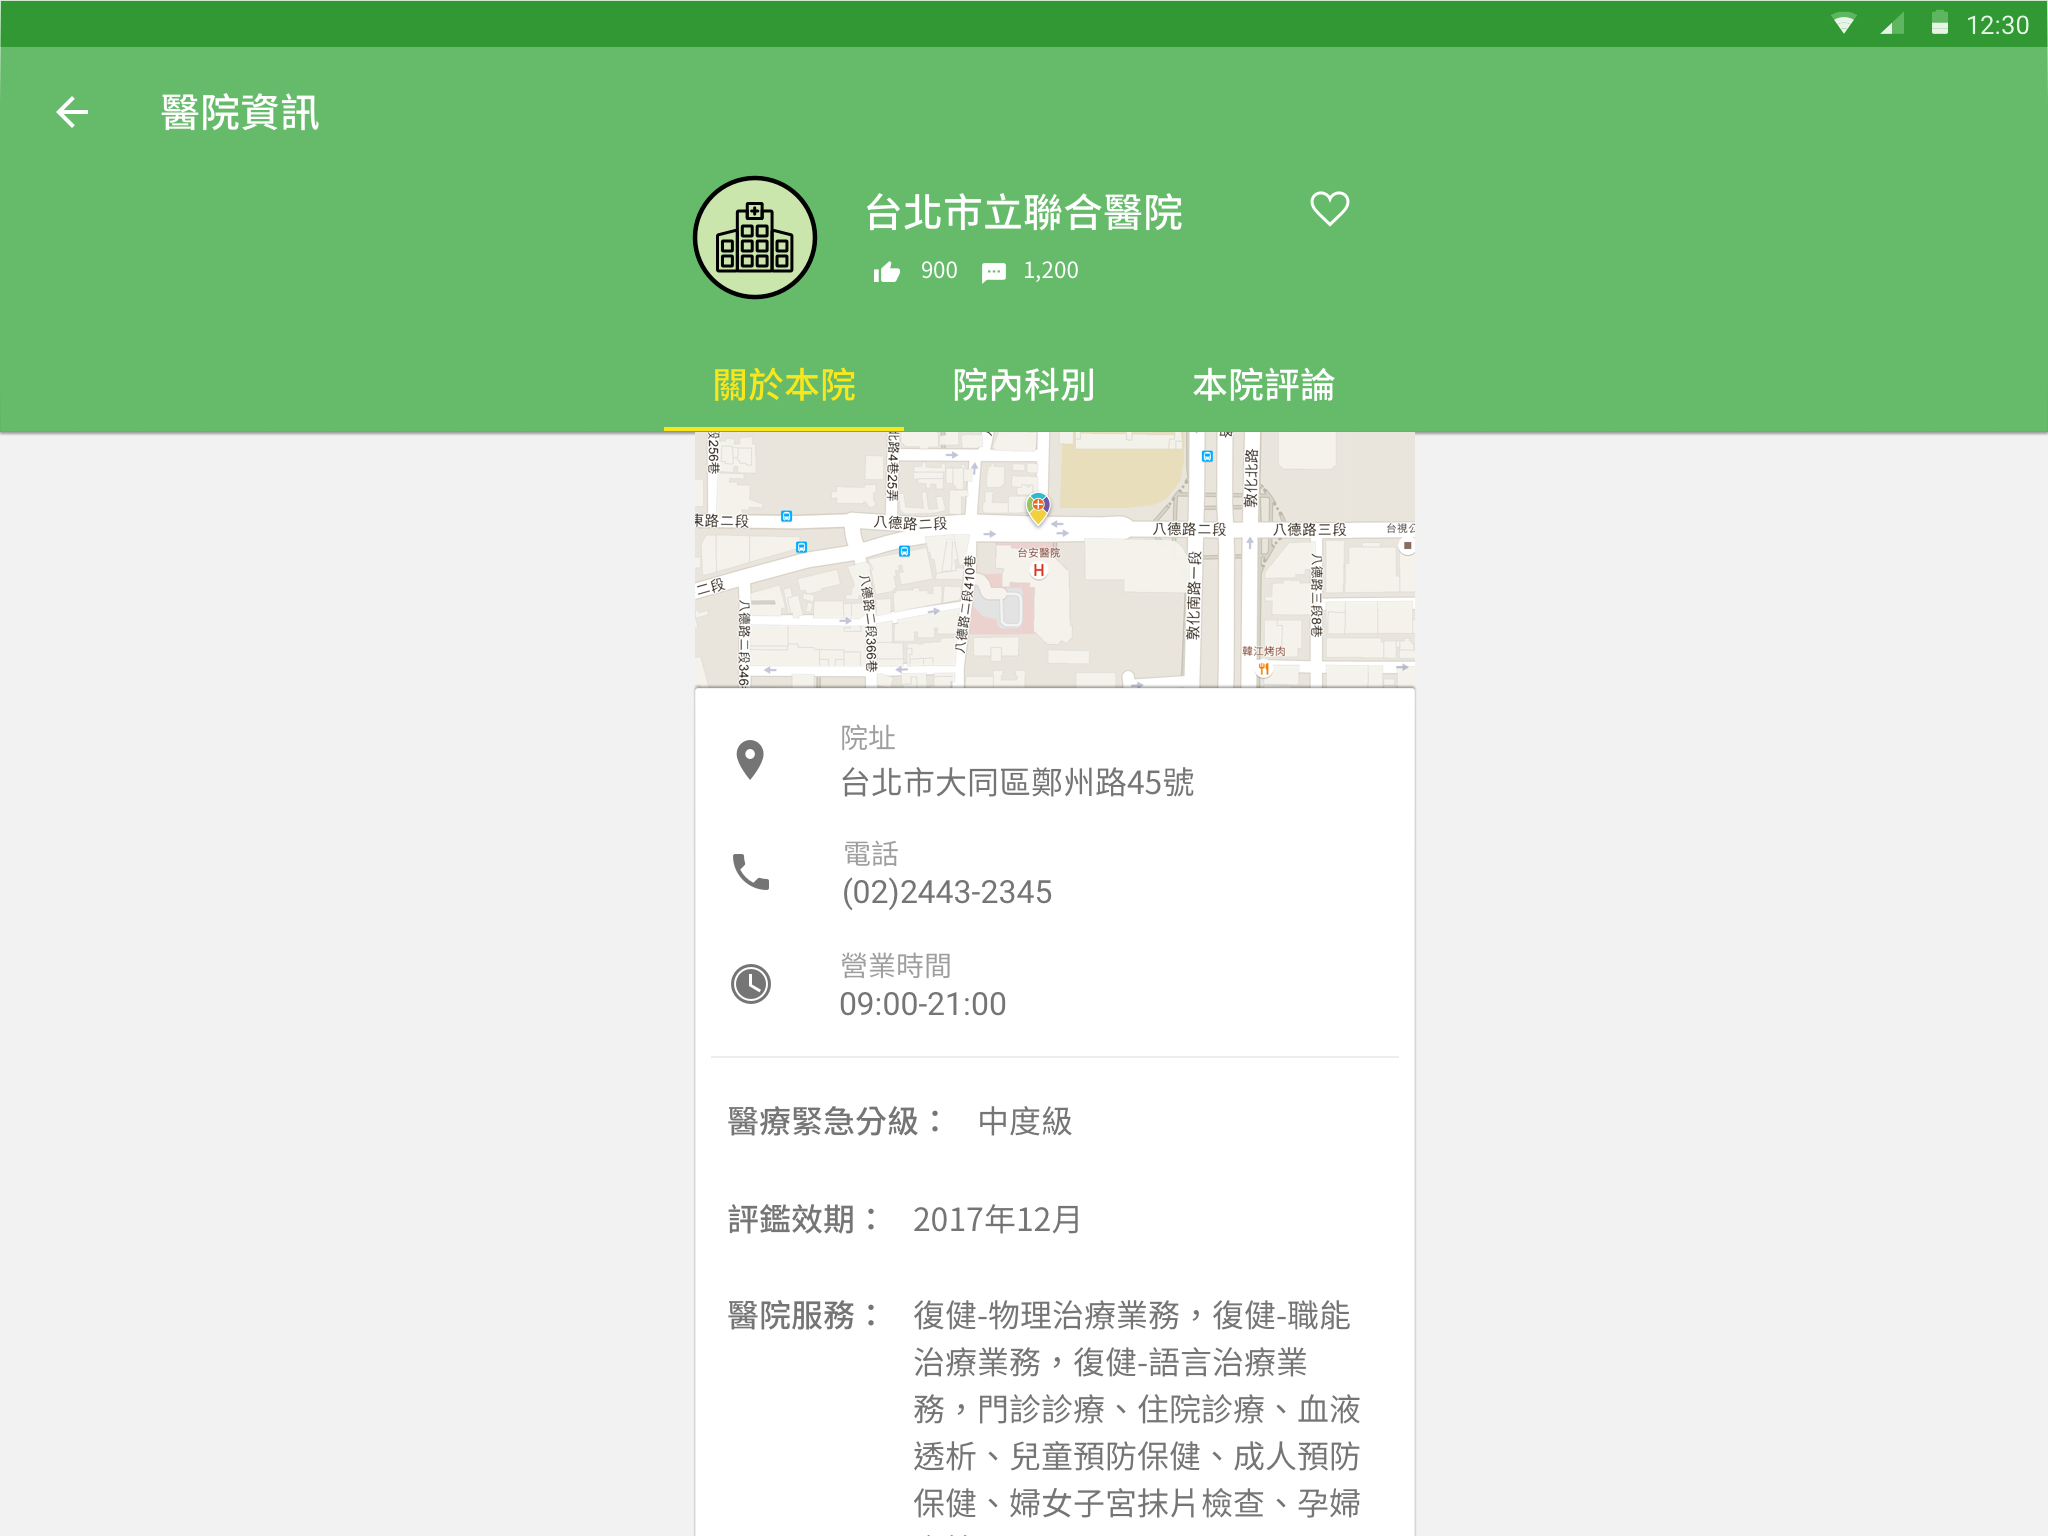 12:30
醫院資訊
台北市立聯合醫院
900 1,200
關於本院 院內科別 本院評論
段256巷
北路4巷25弄
敦化北路
東路二段
八德路二段
八德路二段
八德路三段
台視公
台安醫院
H
二段
八德路二段346
八德路二段366巷
八德路二段410巷
敦化南路一段
八德路三段8巷
韓江烤肉
院址
台北市大同區鄭州路45號
電話
(02)2443-2345
營業時間
09:00-21:00
醫療緊急分級： 中度級
評鑑效期： 2017年12月
醫院服務： 復健-物理治療業務，復健-職能
治療業務，復健-語言治療業
務，門診診療、住院診療、血液
透析、兒童預防保健、成人預防
保健、婦女子宮抹片檢查、孕婦